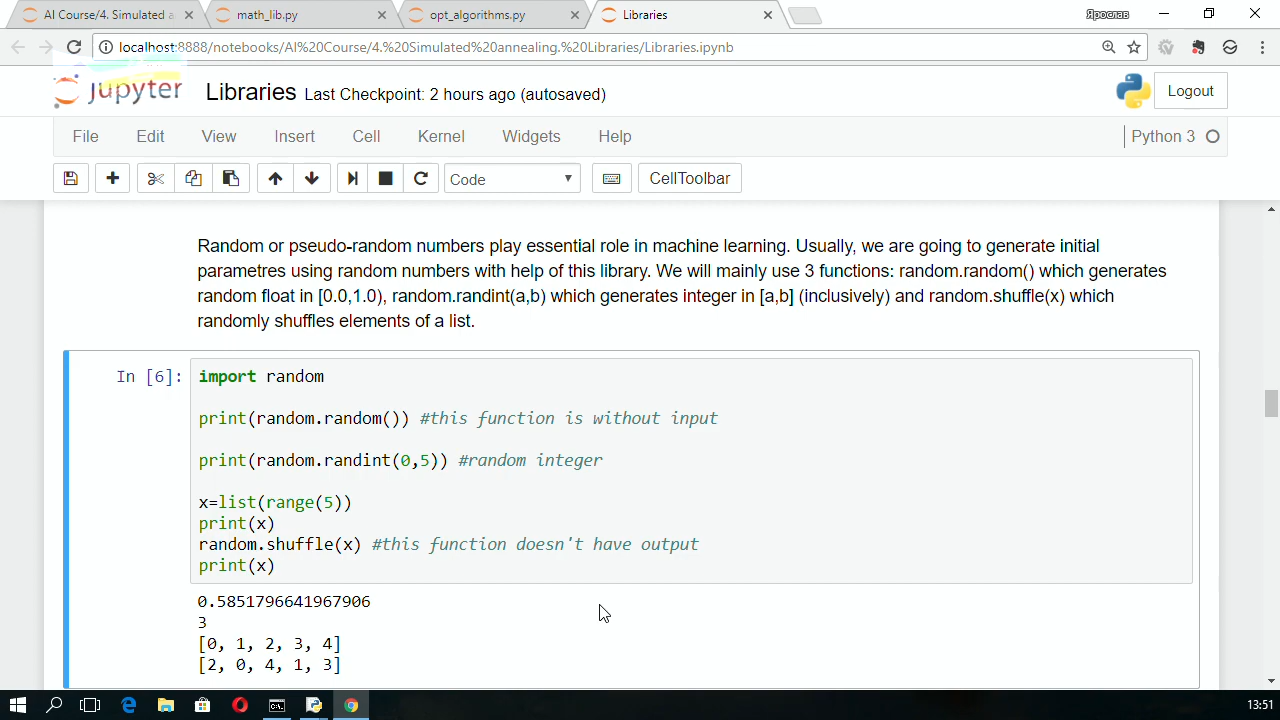 AI Course/4. Simulated a
math_lib.py
opt_algorithms.py
Libraries
Ярослав
localhost:8888/notebooks/AI%20Course/4.%20Simulated%20annealing.%20Libraries/Libraries.ipynb
jupyter Libraries Last Checkpoint: 2 hours ago (autosaved)
Logout
File Edit View Insert Cell Kernel Widgets Help
Python 3
Code
CellToolbar
Random or pseudo-random numbers play essential role in machine learning. Usually, we are going to generate initial
parametres using random numbers with help of this library. We will mainly use 3 functions: random.random() which generates
random float in [0.0,1.0), random.randint(a,b) which generates integer in [a,b] (inclusively) and random.shuffle(x) which
randomly shuffles elements of a list.
In [6]:
import random
print(random.random()) #this function is without input
print(random.randint(0,5)) #random integer
x=list(range(5))
print(x)
random.shuffle(x) #this function doesn't have output
print(x)
0.5851796641967906
3
[0, 1, 2, 3, 4]
[2, 0, 4, 1, 3]
13:51